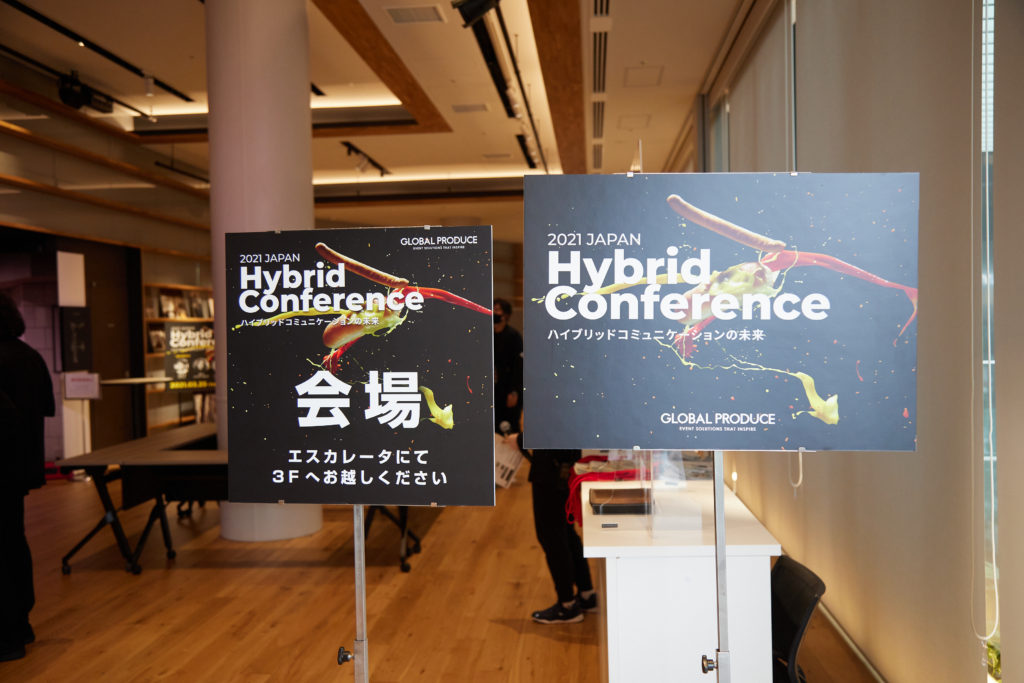 GLOBAL PRODUCE
EVENT SOLUTIONS THAT INSPIRE
2021 JAPAN
Hybrid
Conference
ハイブリッドコミュニケーションの未来
会場
エスカレータにて
3Fへお越しください
2021 JAPAN
Hybrid
Conference
ハイブリッドコミュニケーションの未来
GLOBAL PRODUCE
EVENT SOLUTIONS THAT INSPIRE
Hybrid
Conference